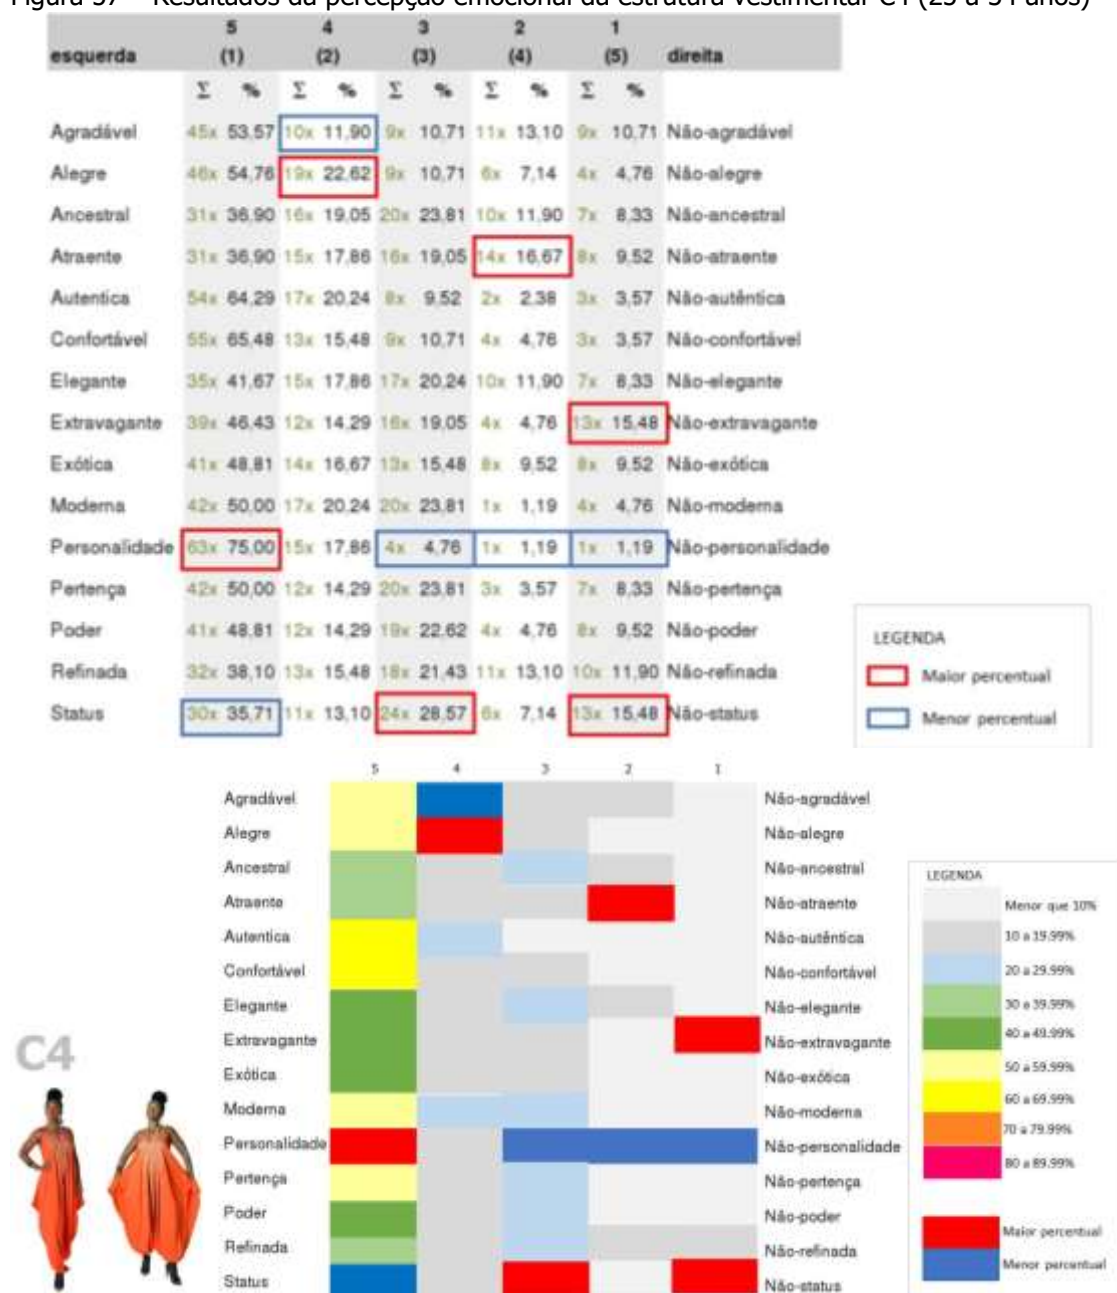 Figura 57 – Resultados da percepção emocional da estrutura vestimental C4 (25 a 34 anos)
5 4 3 2 1
esquerda (1) (2) (3) (4) (5) direita
Σ % Σ % Σ % Σ % Σ %
Agradável 45x 53,57 10x 11,90 9x 10,71 11x 13,10 9x 10,71 Não-agradável
Alegre 46x 54,76 19x 22,62 9x 10,71 6x 7,14 4x 4,76 Não-alegre
Ancestral 31x 36,90 16x 19,05 20x 23,81 10x 11,90 7x 8,33 Não-ancestral
Atraente 31x 36,90 15x 17,86 16x 19,05 14x 16,67 8x 9,52 Não-atraente
Autentica 54x 64,29 17x 20,24 8x 9,52 2x 2,38 3x 3,57 Não-autêntica
Confortável 55x 65,48 13x 15,48 9x 10,71 4x 4,76 3x 3,57 Não-confortável
Elegante 35x 41,67 15x 17,86 17x 20,24 10x 11,90 7x 8,33 Não-elegante
Extravagante 39x 46,43 12x 14,29 16x 19,05 4x 4,76 13x 15,48 Não-extravagante
Exótica 41x 48,81 14x 16,67 13x 15,48 8x 9,52 8x 9,52 Não-exótica
Moderna 42x 50,00 17x 20,24 20x 23,81 1x 1,19 4x 4,76 Não-moderna
Personalidade 63x 75,00 15x 17,86 4x 4,76 1x 1,19 1x 1,19 Não-personalidade
Pertença 42x 50,00 12x 14,29 20x 23,81 3x 3,57 7x 8,33 Não-pertença
Poder 41x 48,81 12x 14,29 19x 22,62 4x 4,76 8x 9,52 Não-poder
Refinada 32x 38,10 13x 15,48 18x 21,43 11x 13,10 10x 11,90 Não-refinada
Status 30x 35,71 11x 13,10 24x 28,57 6x 7,14 13x 15,48 Não-status
LEGENDA
Maior percentual
Menor percentual
5 4 3 2 1
Agradável Não-agradável
Alegre Não-alegre
Ancestral Não-ancestral
Atraente Não-atraente
Autentica Não-autêntica
Confortável Não-confortável
Elegante Não-elegante
Extravagante Não-extravagante
Exótica Não-exótica
Moderna Não-moderna
Personalidade Não-personalidade
Pertença Não-pertença
Poder Não-poder
Refinada Não-refinada
Status Não-status
C4
LEGENDA
Menor que 10%
10 a 19.99%
20 a 29.99%
30 a 39.99%
40 a 49.99%
50 a 59.99%
60 a 69.99%
70 a 79.99%
80 a 89.99%
Maior percentual
Menor percentual